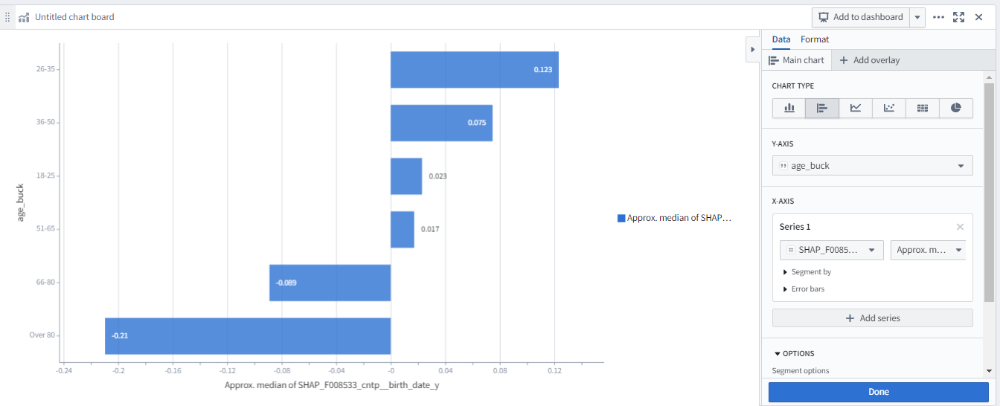 Untitled chart board
Add to dashboard
Data Format
Main chart
Add overlay
CHART TYPE
Y-AXIS
age_buck
X-AXIS
Series 1
SHAP_F0085...
Approx. m...
Segment by
Error bars
Add series
OPTIONS
Segment options
Done
age_buck
26-35
0.123
36-50
0.075
18-25
0.023
51-65
0.017
66-80
-0.089
Over 80
-0.21
-0.24 -0.2 -0.16 -0.12 -0.08 -0.04 -0 0.04 0.08 0.12
Approx. median of SHAP_F008533_cntp__birth_date_y
Approx. median of SHAP...